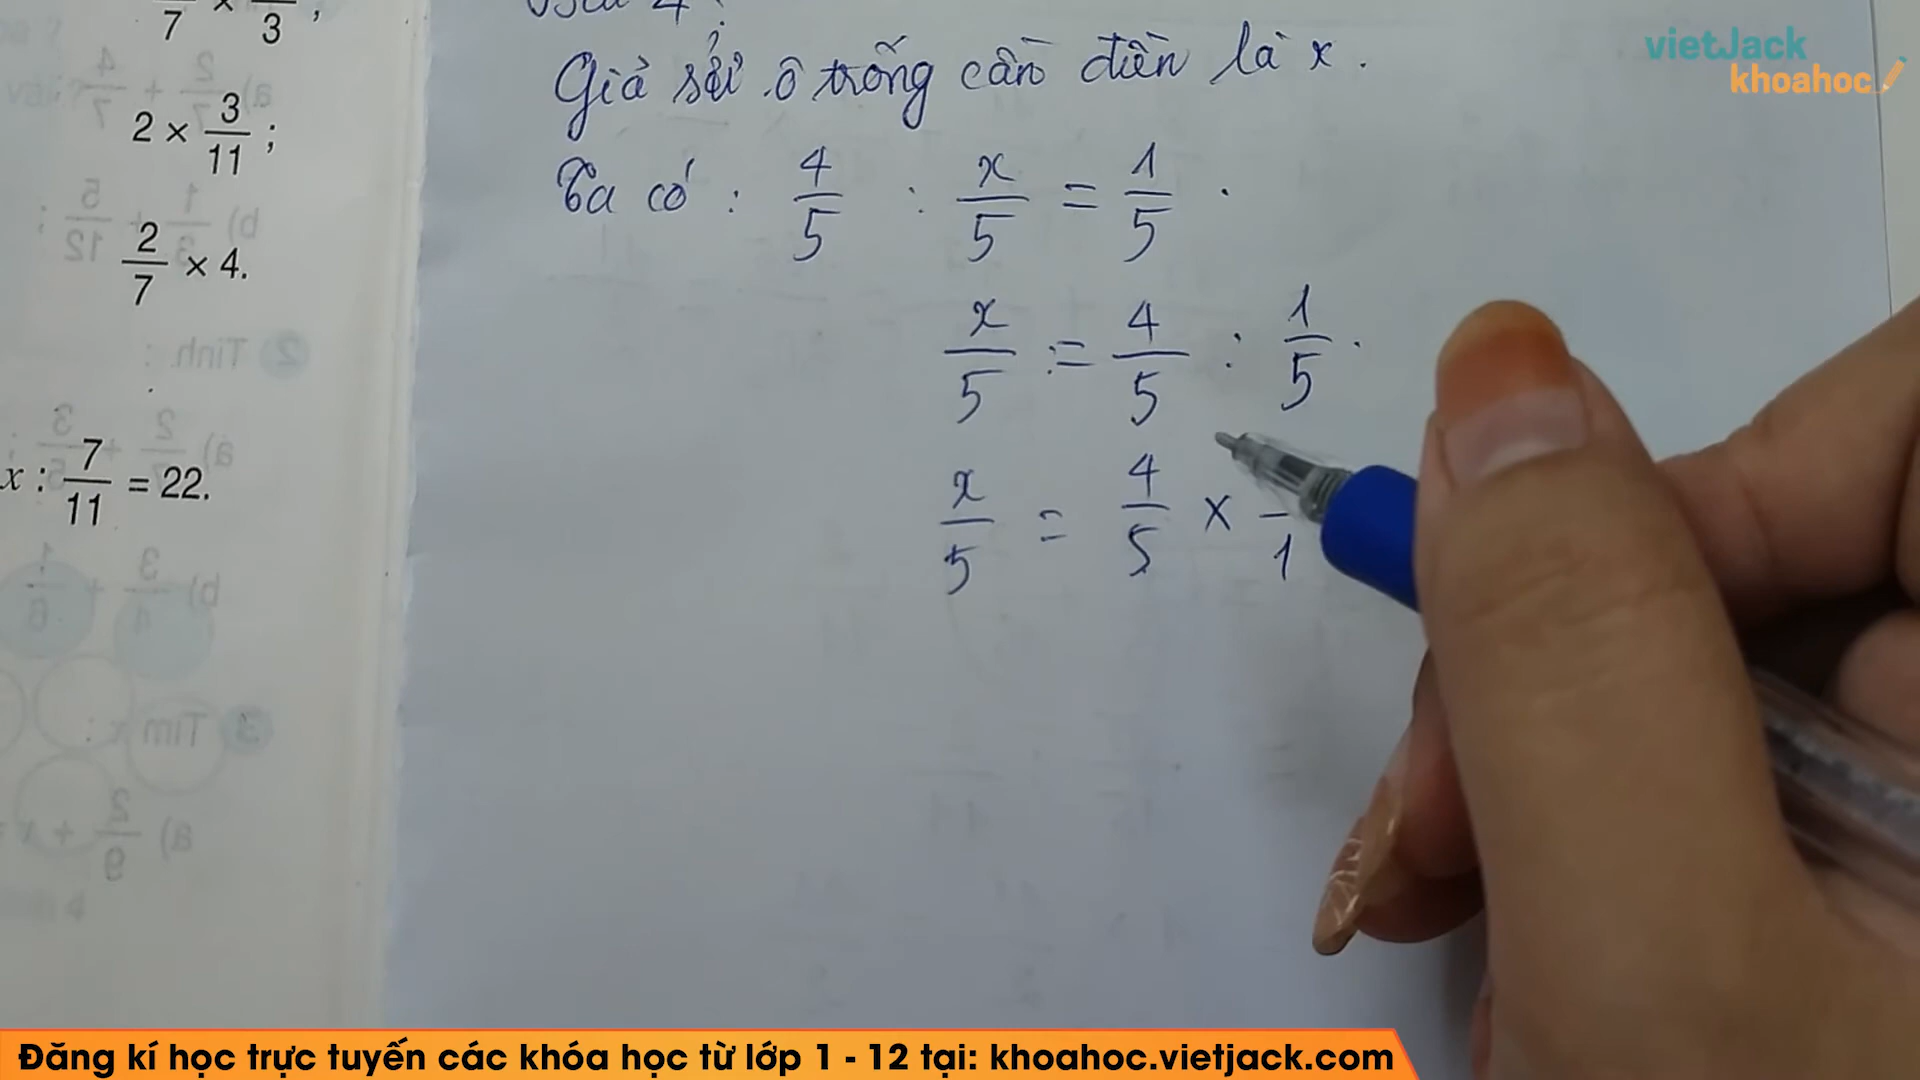 vietJack
khoahoc
7 × 3 ;
2 × 3/11 ;
2/7 × 4.
x : 7/11 = 22.
Giả sử ô trống cần điền là x .
Ta có : 4/5 : x/5 = 1/5 .
x/5 := 4/5 : 1/5 .
x/5 = 4/5 × /1
Đăng kí học trực tuyến các khóa học từ lớp 1 - 12 tại: khoahoc.vietjack.com